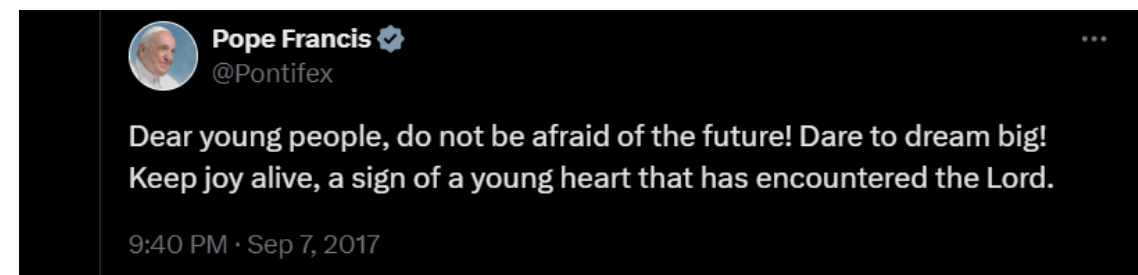 Pope Francis
@Pontifex
Dear young people, do not be afraid of the future! Dare to dream big!
Keep joy alive, a sign of a young heart that has encountered the Lord.
9:40 PM · Sep 7, 2017